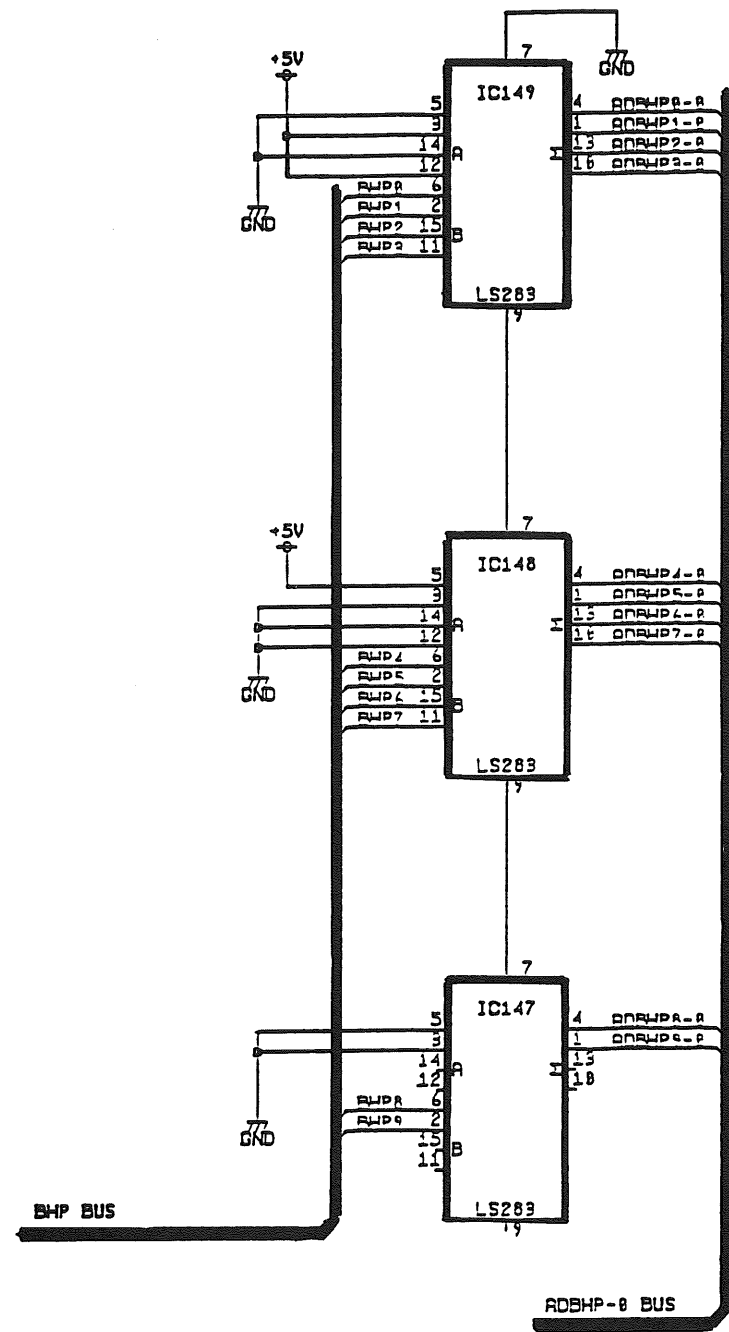 7
+5V
GND
IC149
5
3
14
12
A
Σ
4 ADBHP0-0
1 ADBHP1-0
13 ADBHP2-0
10 ADBHP3-0
BHP0 6
BHP1 2
BHP2 15
BHP3 11
B
GND
LS283
9
7
+5V
IC148
5
3
14
12
A
Σ
4 ADBHP4-0
1 ADBHP5-0
13 ADBHP6-0
10 ADBHP7-0
BHP4 6
BHP5 2
BHP6 15
BHP7 11
B
GND
LS283
9
7
IC147
5
3
14
12
A
Σ
4 ADBHP8-0
1 ADBHP9-0
13
10
BHP8 6
BHP9 2
15
11
B
GND
LS283
9
BHP BUS
ADBHP-0 BUS